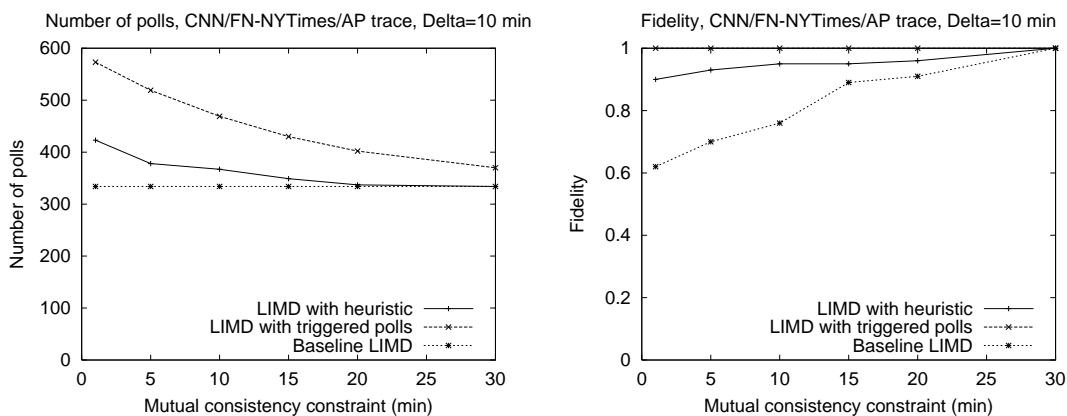 Number of polls, CNN/FN-NYTimes/AP trace, Delta=10 min
600
500
400
300
200
100
0
Number of polls
LIMD with heuristic
LIMD with triggered polls
Baseline LIMD
0 5 10 15 20 25 30
Mutual consistency constraint (min)
Fidelity, CNN/FN-NYTimes/AP trace, Delta=10 min
1
0.8
0.6
0.4
0.2
0
Fidelity
LIMD with heuristic
LIMD with triggered polls
Baseline LIMD
0 5 10 15 20 25 30
Mutual consistency constraint (min)